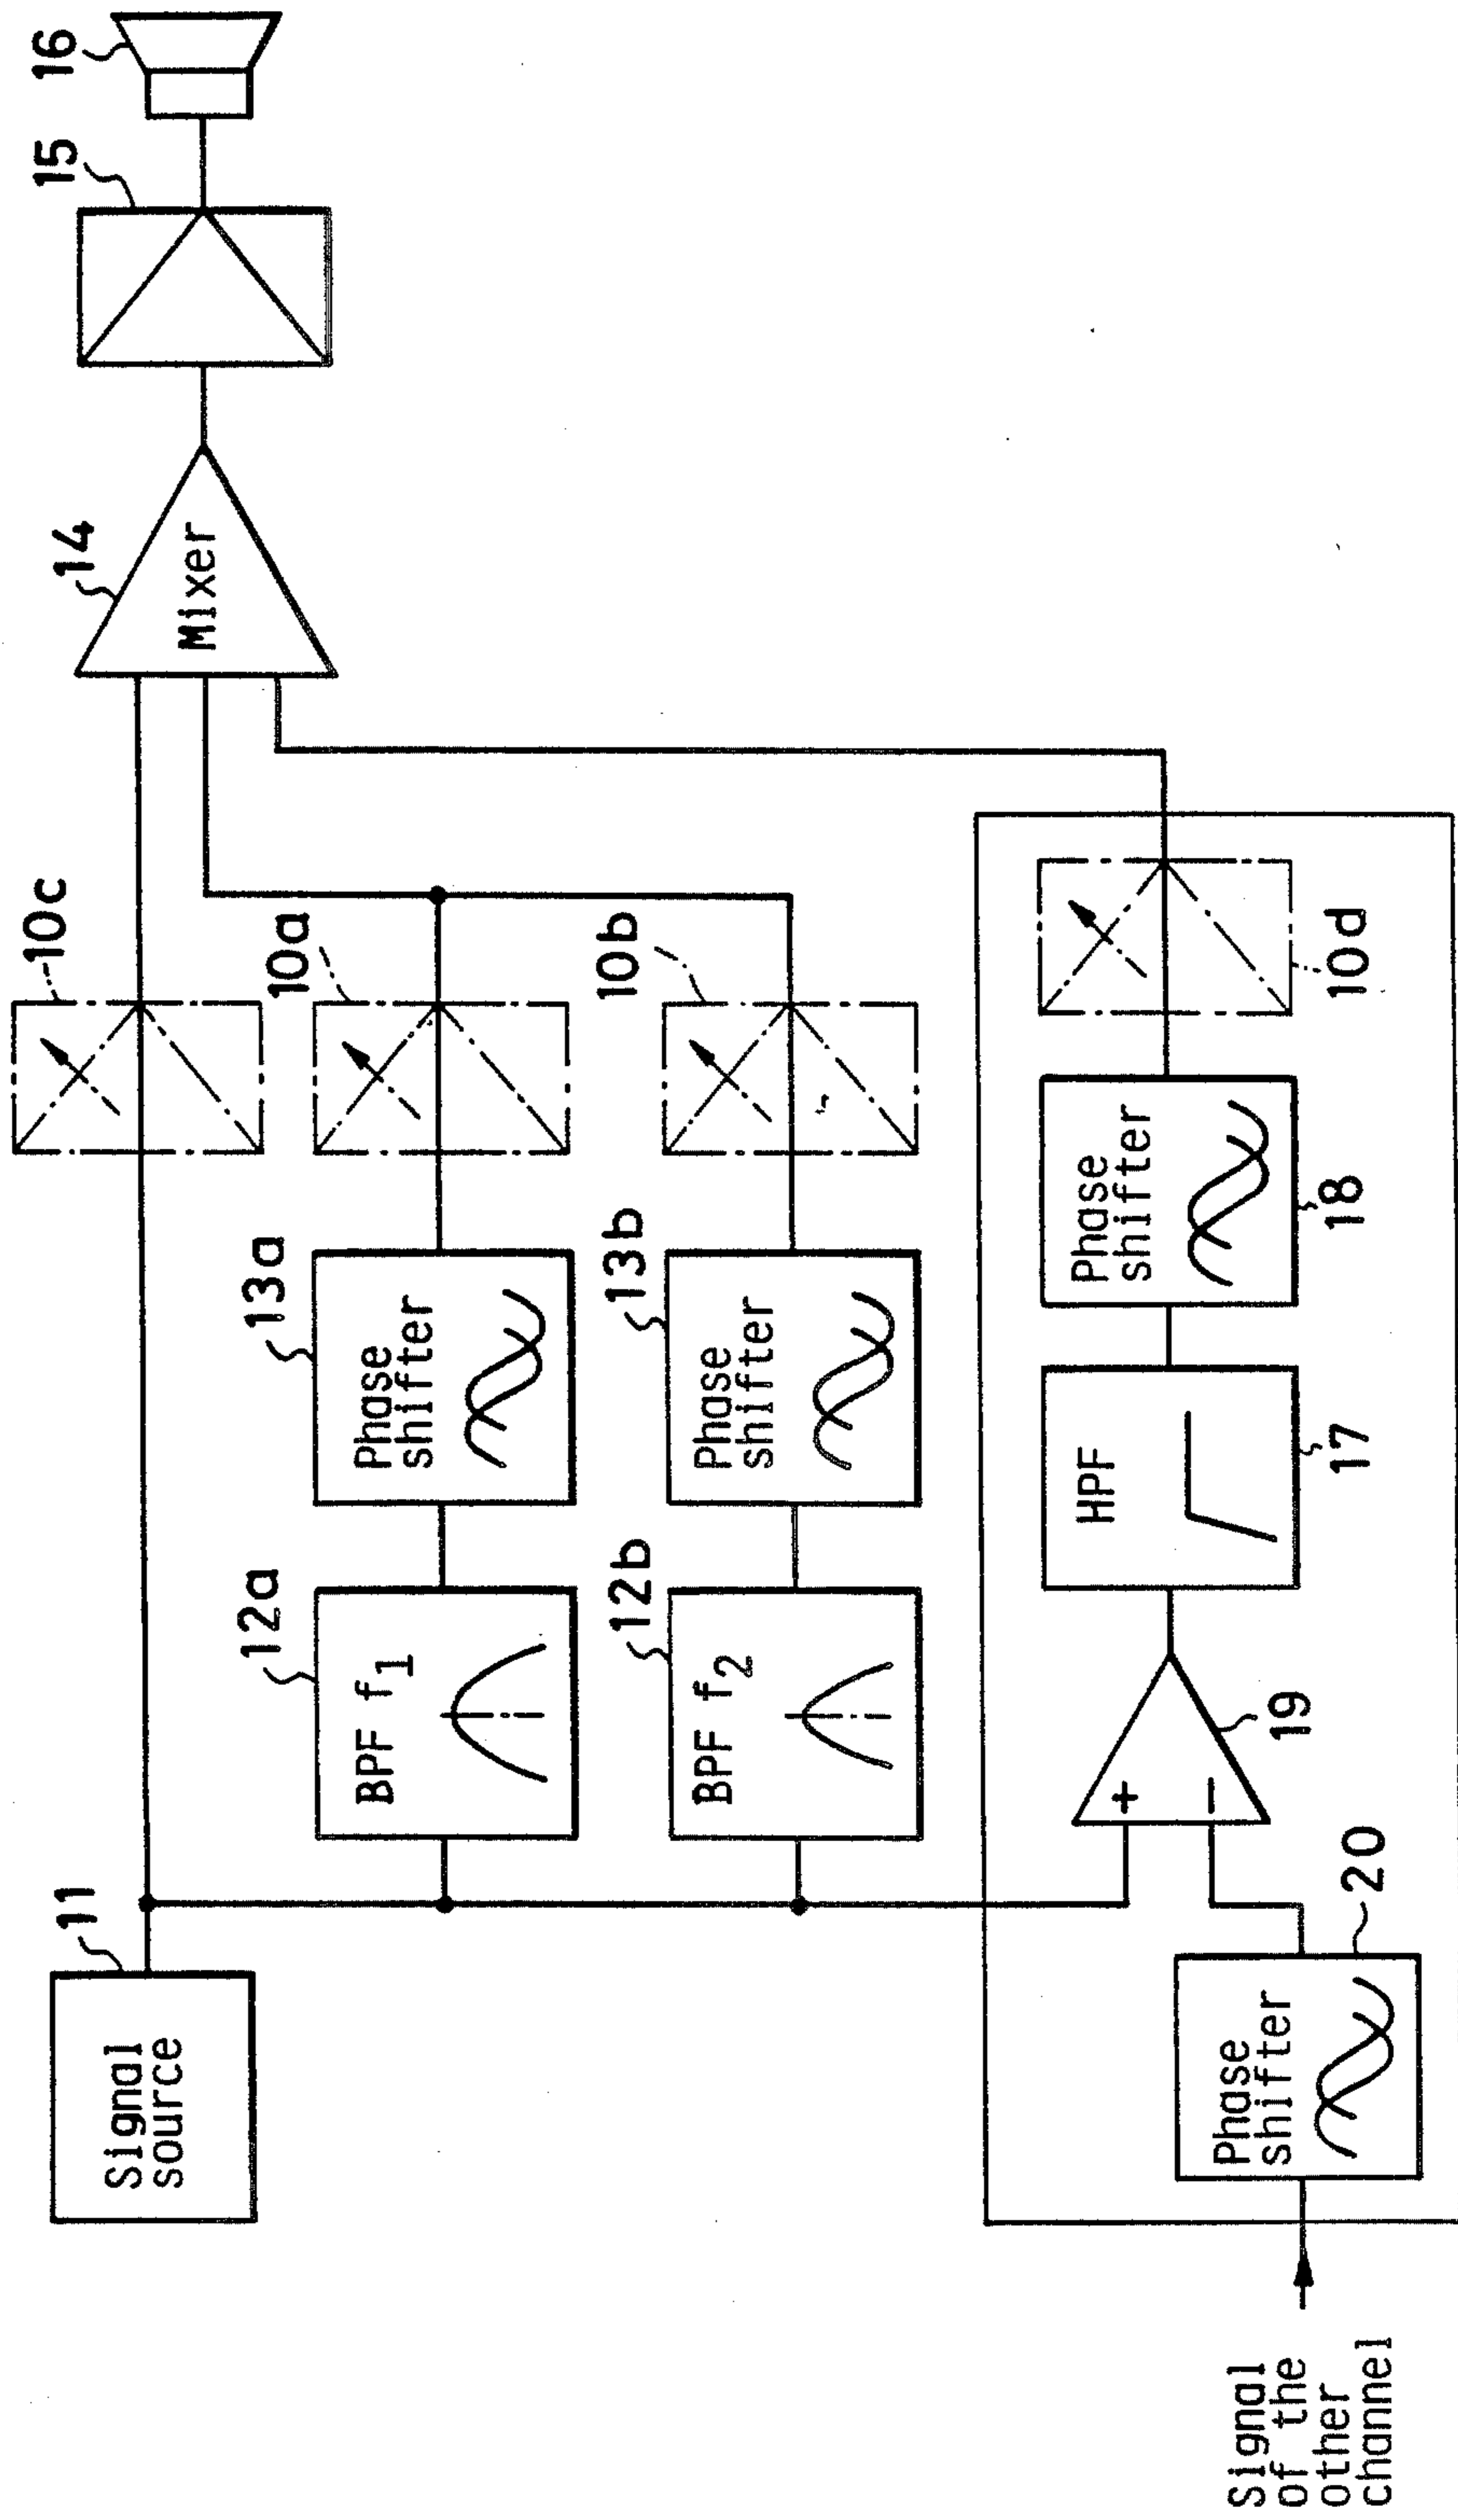 Signal
source
11
BPF f1
12a
Phase
shifter
13a
10a
10c
Mixer
14
15
16
BPF f2
12b
Phase
shifter
13b
10b
Signal
of the
other
channel
Phase
shifter
20
+
−
19
HPF
17
Phase
shifter
18
10d